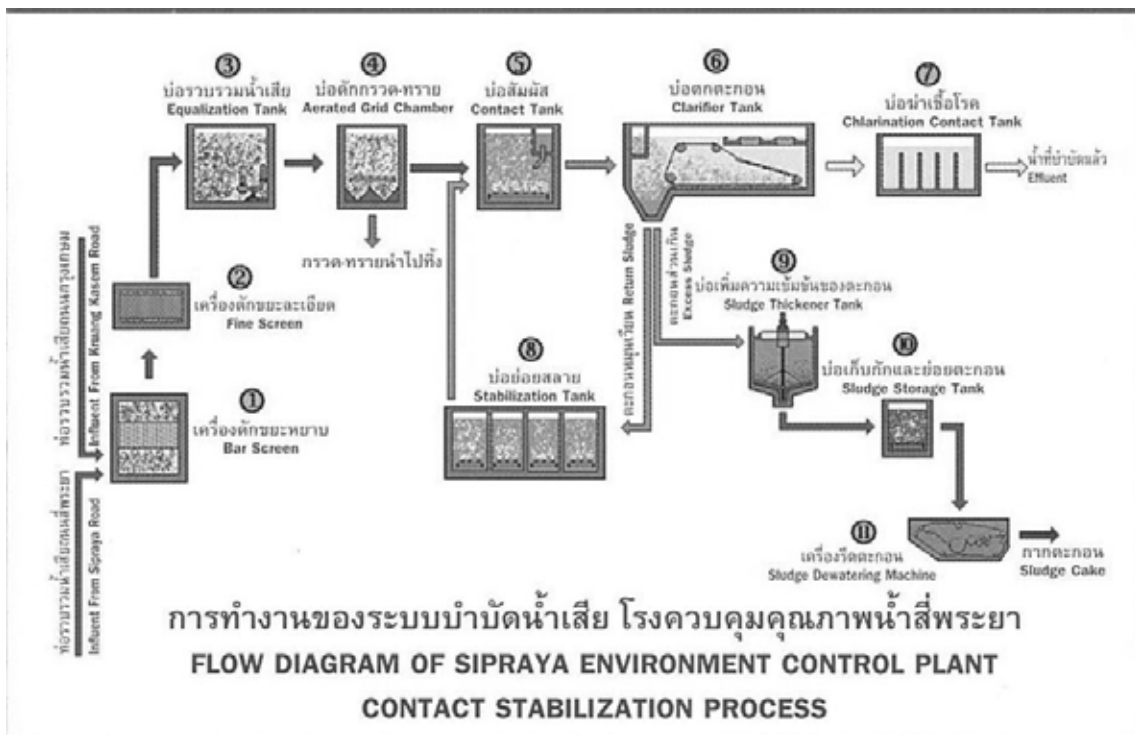 ③
บ่อรวบรวมน้ำเสีย
Equalization Tank
④
บ่อดักกรวด-ทราย
Aerated Grid Chamber
⑤
บ่อสัมผัส
Contact Tank
⑥
บ่อตกตะกอน
Clarifier Tank
⑦
บ่อฆ่าเชื้อโรค
Chlarination Contact Tank
น้ำที่บำบัดแล้ว
Effluent
กรวด-ทรายนำไปทิ้ง
②
เครื่องดักขยะละเอียด
Fine Screen
①
เครื่องดักขยะหยาบ
Bar Screen
ท่อรวบรวมน้ำเสียถนนกรุงเกษม
Influent From Kruang Kasem Road
ท่อรวบรวมน้ำเสียถนนสี่พระยา
Influent From Sipraya Road
⑧
บ่อย่อยสลาย
Stabilization Tank
ตะกอนหมุนเวียน Return Sludge
ตะกอนส่วนเกิน
Excess Sludge
⑨
บ่อเพิ่มความเข้มข้นของตะกอน
Sludge Thickener Tank
⑩
บ่อเก็บกักและย่อยตะกอน
Sludge Storage Tank
⑪
เครื่องรีดตะกอน
Sludge Dewatering Machine
กากตะกอน
Sludge Cake
การทำงานของระบบบำบัดน้ำเสีย โรงควบคุมคุณภาพน้ำสี่พระยา
FLOW DIAGRAM OF SIPRAYA ENVIRONMENT CONTROL PLANT
CONTACT STABILIZATION PROCESS